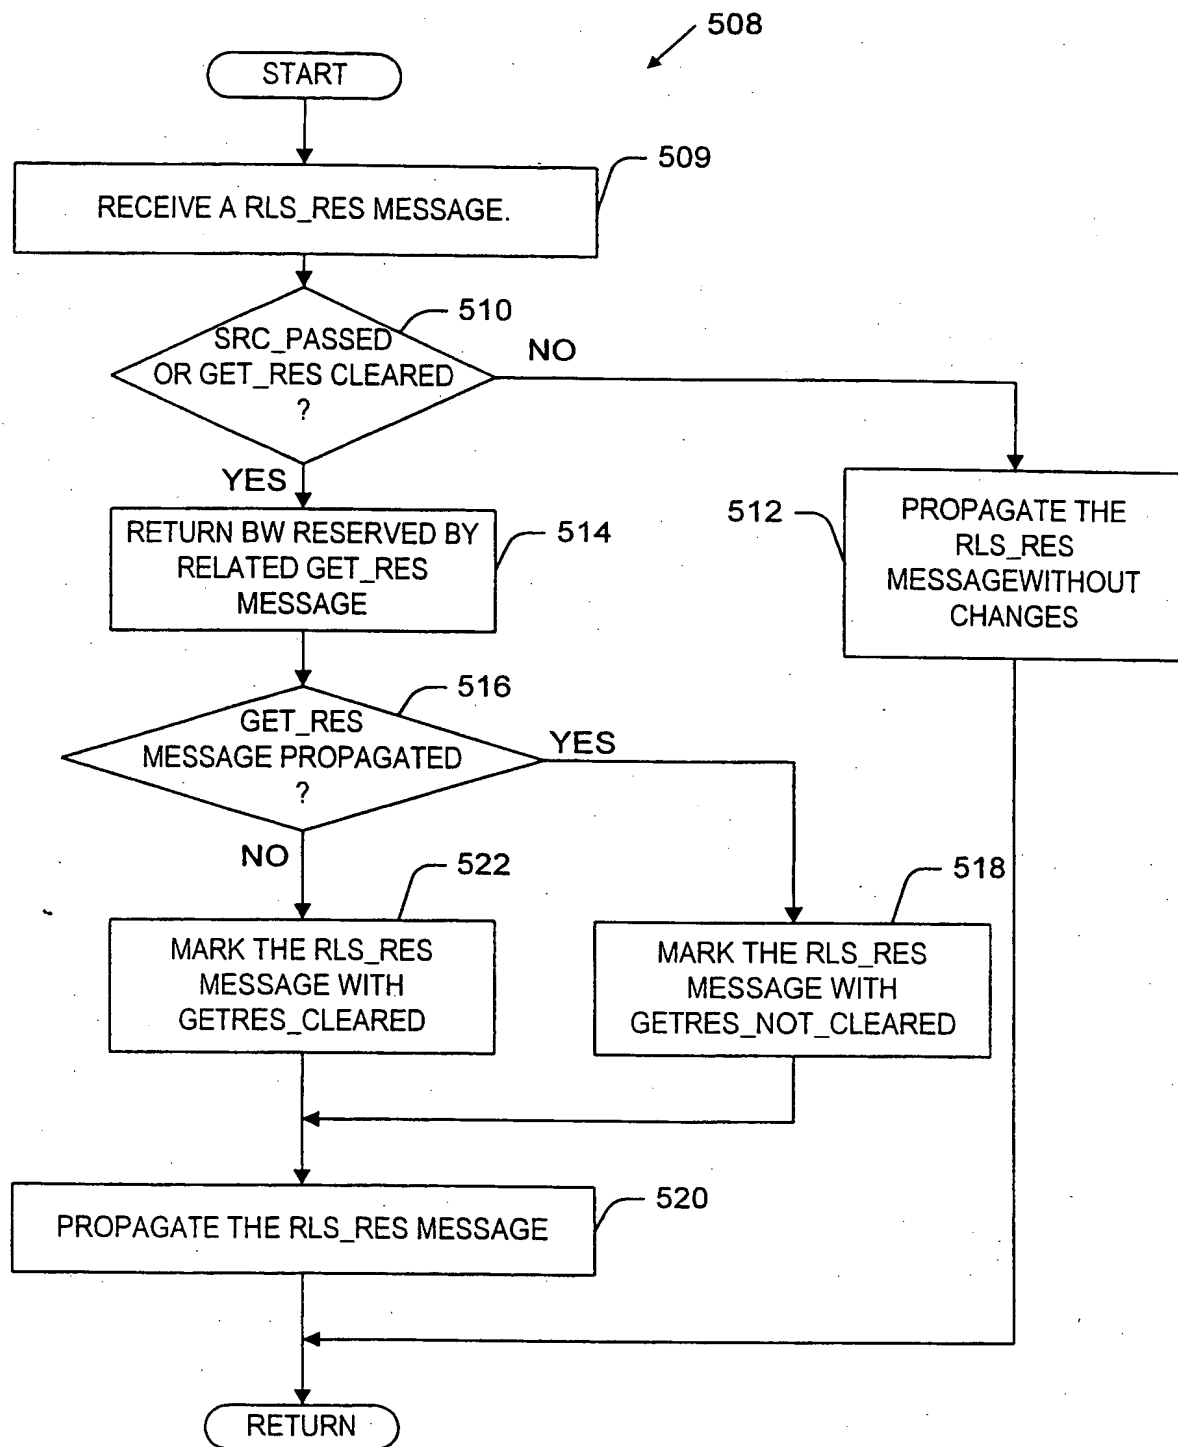 508
START
509
RECEIVE A RLS_RES MESSAGE.
510
SRC_PASSED
OR GET_RES CLEARED
?
NO
YES
RETURN BW RESERVED BY
RELATED GET_RES
MESSAGE
514
512
PROPAGATE THE
RLS_RES
MESSAGEWITHOUT
CHANGES
516
GET_RES
MESSAGE PROPAGATED
?
YES
NO
522
518
MARK THE RLS_RES
MESSAGE WITH
GETRES_CLEARED
MARK THE RLS_RES
MESSAGE WITH
GETRES_NOT_CLEARED
520
PROPAGATE THE RLS_RES MESSAGE
RETURN